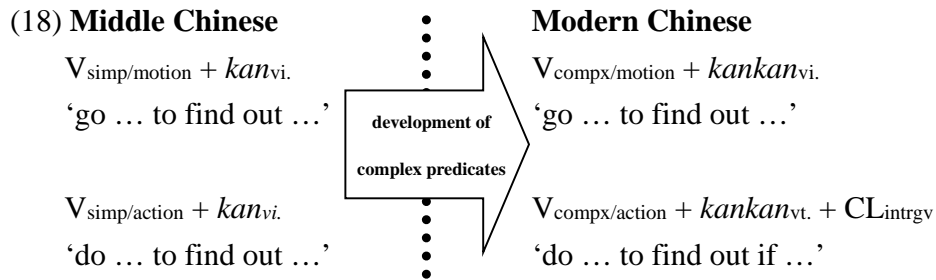 (18) Middle Chinese Modern Chinese
Vsimp/motion + kanvi. Vcompx/motion + kankanvi.
‘go … to find out …’ ‘go … to find out …’
development of
complex predicates
Vsimp/action + kanvi. Vcompx/action + kankanvt. + CLintrgv
‘do … to find out …’ ‘do … to find out if …’